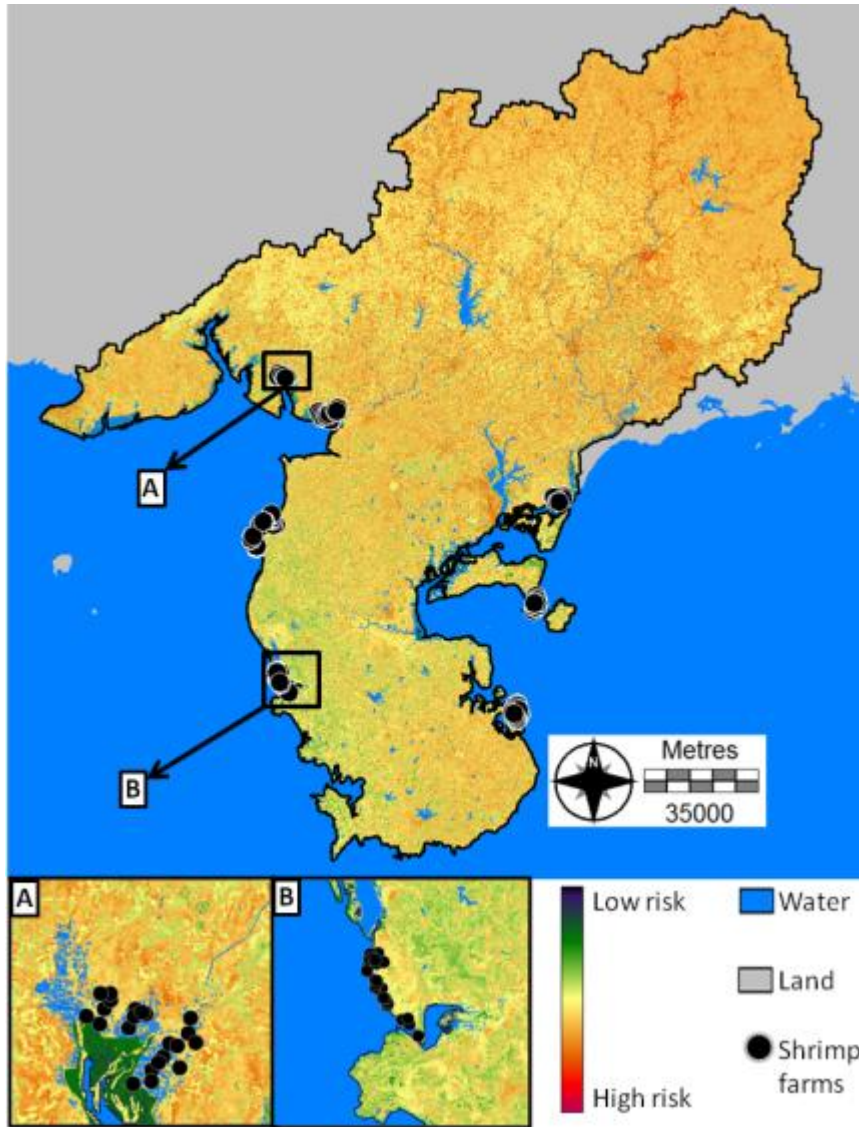 A
B
N
Metres
35000
A
B
Low risk
High risk
Water
Land
Shrimp
farms